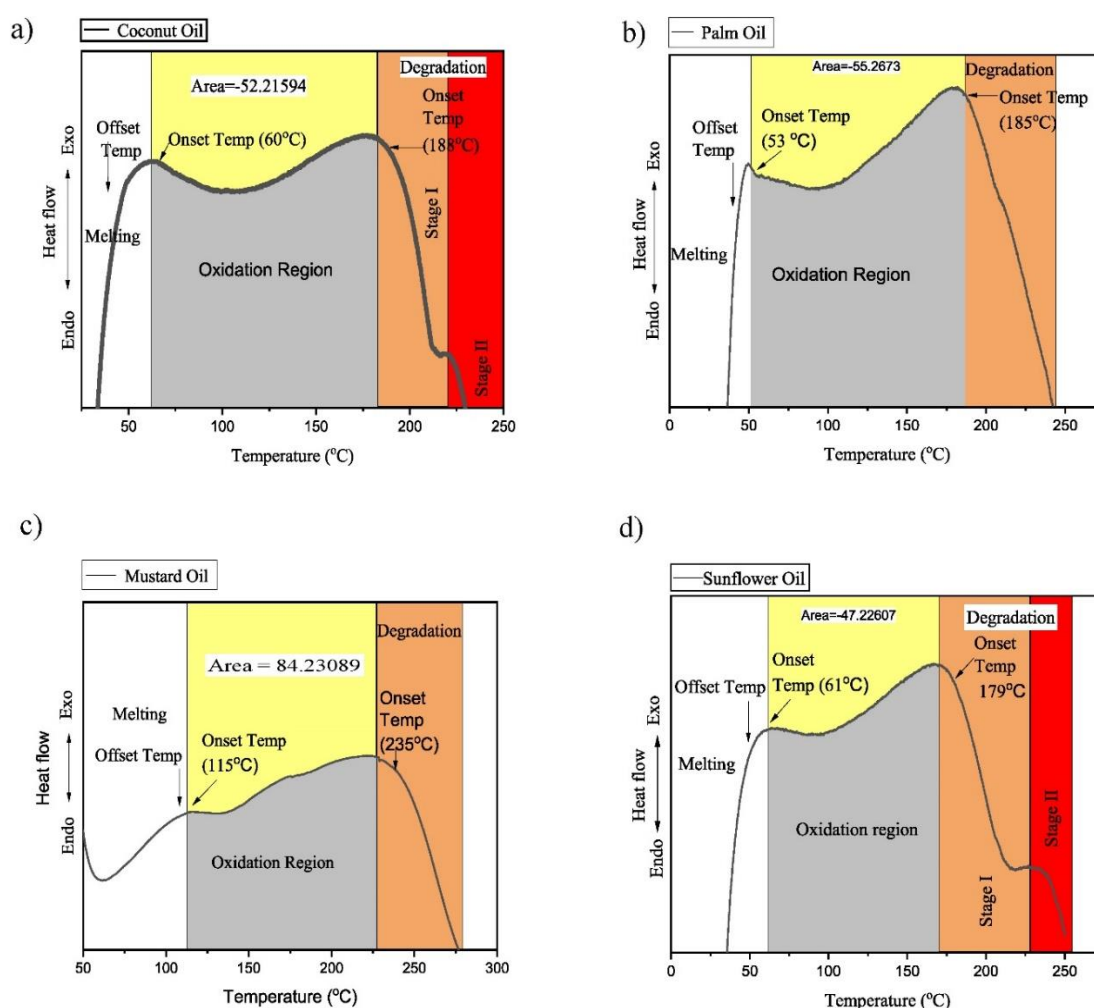 a)
Coconut Oil
Area=-52.21594
Degradation
Onset
Temp
(188°C)
Offset
Temp
Onset Temp (60°C)
Melting
Oxidation Region
Stage I
Stage II
Exo
Heat flow
Endo
50
100
150
200
250
Temperature (°C)
b)
Palm Oil
Area=-55.2673
Degradation
Onset Temp
(185°C)
Offset
Temp
Onset Temp
(53 °C)
Melting
Oxidation Region
Exo
Heat flow
Endo
0
50
100
150
200
250
Temperature (°C)
c)
Mustard Oil
Degradation
Area = 84.23089
Melting
Offset Temp
Onset Temp
(115°C)
Onset
Temp
(235°C)
Oxidation Region
Exo
Heat flow
Endo
50
100
150
200
250
300
Temperature (°C)
d)
Sunflower Oil
Area=-47.22607
Degradation
Onset
Temp
179°C
Offset Temp
Onset
Temp (61°C)
Melting
Oxidation region
Stage I
Stage II
Exo
Heat flow
Endo
0
50
100
150
200
250
Temperature (°C)